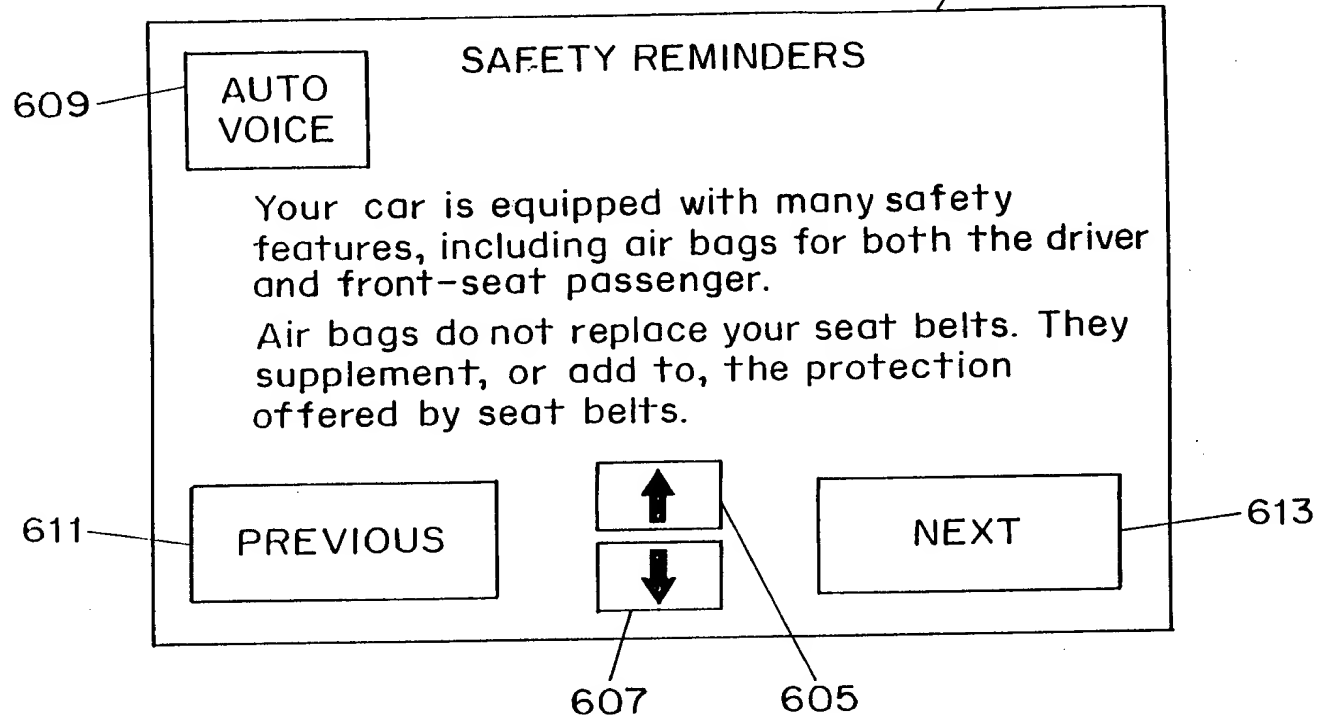 SAFETY REMINDERS
609
AUTO
VOICE
Your car is equipped with many safety
features, including air bags for both the driver
and front-seat passenger.
Air bags do not replace your seat belts. They
supplement, or add to, the protection
offered by seat belts.
611
PREVIOUS
NEXT
613
607
605